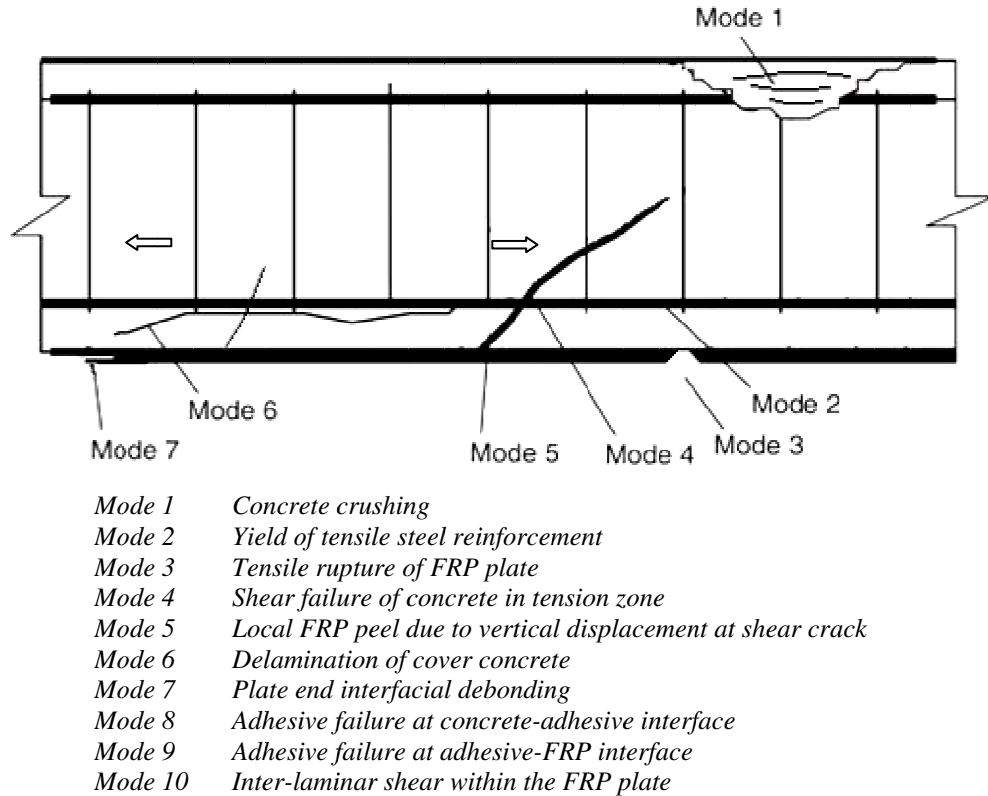 Mode 1
Mode 6
Mode 2
Mode 7
Mode 5
Mode 4
Mode 3
Mode 1 Concrete crushing
Mode 2 Yield of tensile steel reinforcement
Mode 3 Tensile rupture of FRP plate
Mode 4 Shear failure of concrete in tension zone
Mode 5 Local FRP peel due to vertical displacement at shear crack
Mode 6 Delamination of cover concrete
Mode 7 Plate end interfacial debonding
Mode 8 Adhesive failure at concrete-adhesive interface
Mode 9 Adhesive failure at adhesive-FRP interface
Mode 10 Inter-laminar shear within the FRP plate